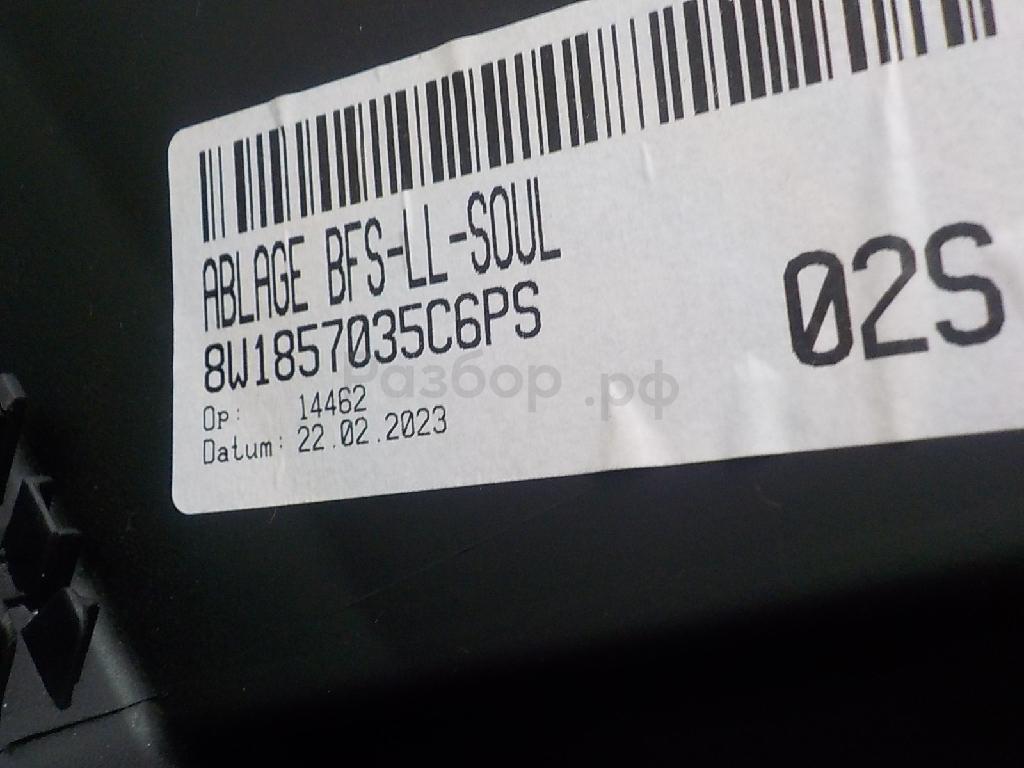 ABLAGE BFS-LL-SOUL
8W1857035C6PS
02S
Op: 14462
Datum: 22.02.2023
Разбор.рф